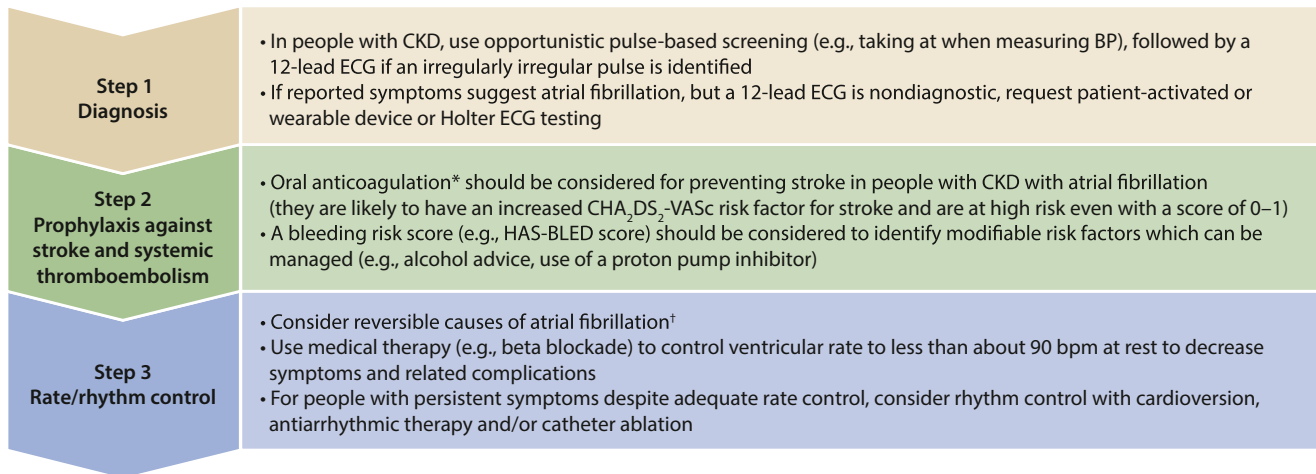 Step 1
Diagnosis
• In people with CKD, use opportunistic pulse-based screening (e.g., taking at when measuring BP), followed by a
12-lead ECG if an irregularly irregular pulse is identified
• If reported symptoms suggest atrial fibrillation, but a 12-lead ECG is nondiagnostic, request patient-activated or
wearable device or Holter ECG testing
Step 2
Prophylaxis against
stroke and systemic
thromboembolism
• Oral anticoagulation* should be considered for preventing stroke in people with CKD with atrial fibrillation
(they are likely to have an increased CHA₂DS₂-VASc risk factor for stroke and are at high risk even with a score of 0–1)
• A bleeding risk score (e.g., HAS-BLED score) should be considered to identify modifiable risk factors which can be
managed (e.g., alcohol advice, use of a proton pump inhibitor)
Step 3
Rate/rhythm control
• Consider reversible causes of atrial fibrillation†
• Use medical therapy (e.g., beta blockade) to control ventricular rate to less than about 90 bpm at rest to decrease
symptoms and related complications
• For people with persistent symptoms despite adequate rate control, consider rhythm control with cardioversion,
antiarrhythmic therapy and/or catheter ablation